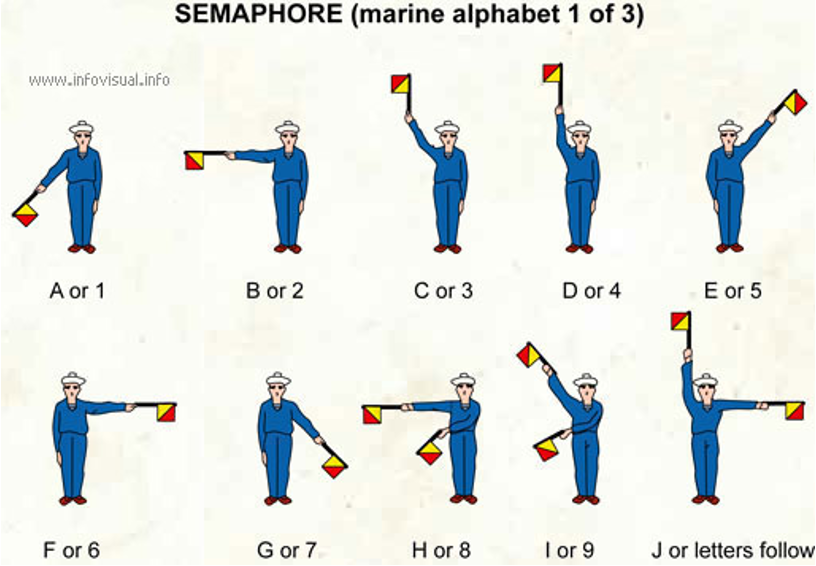 SEMAPHORE (marine alphabet 1 of 3)
www.infovisual.info
A or 1
B or 2
C or 3
D or 4
E or 5
F or 6
G or 7
H or 8
I or 9
J or letters follow